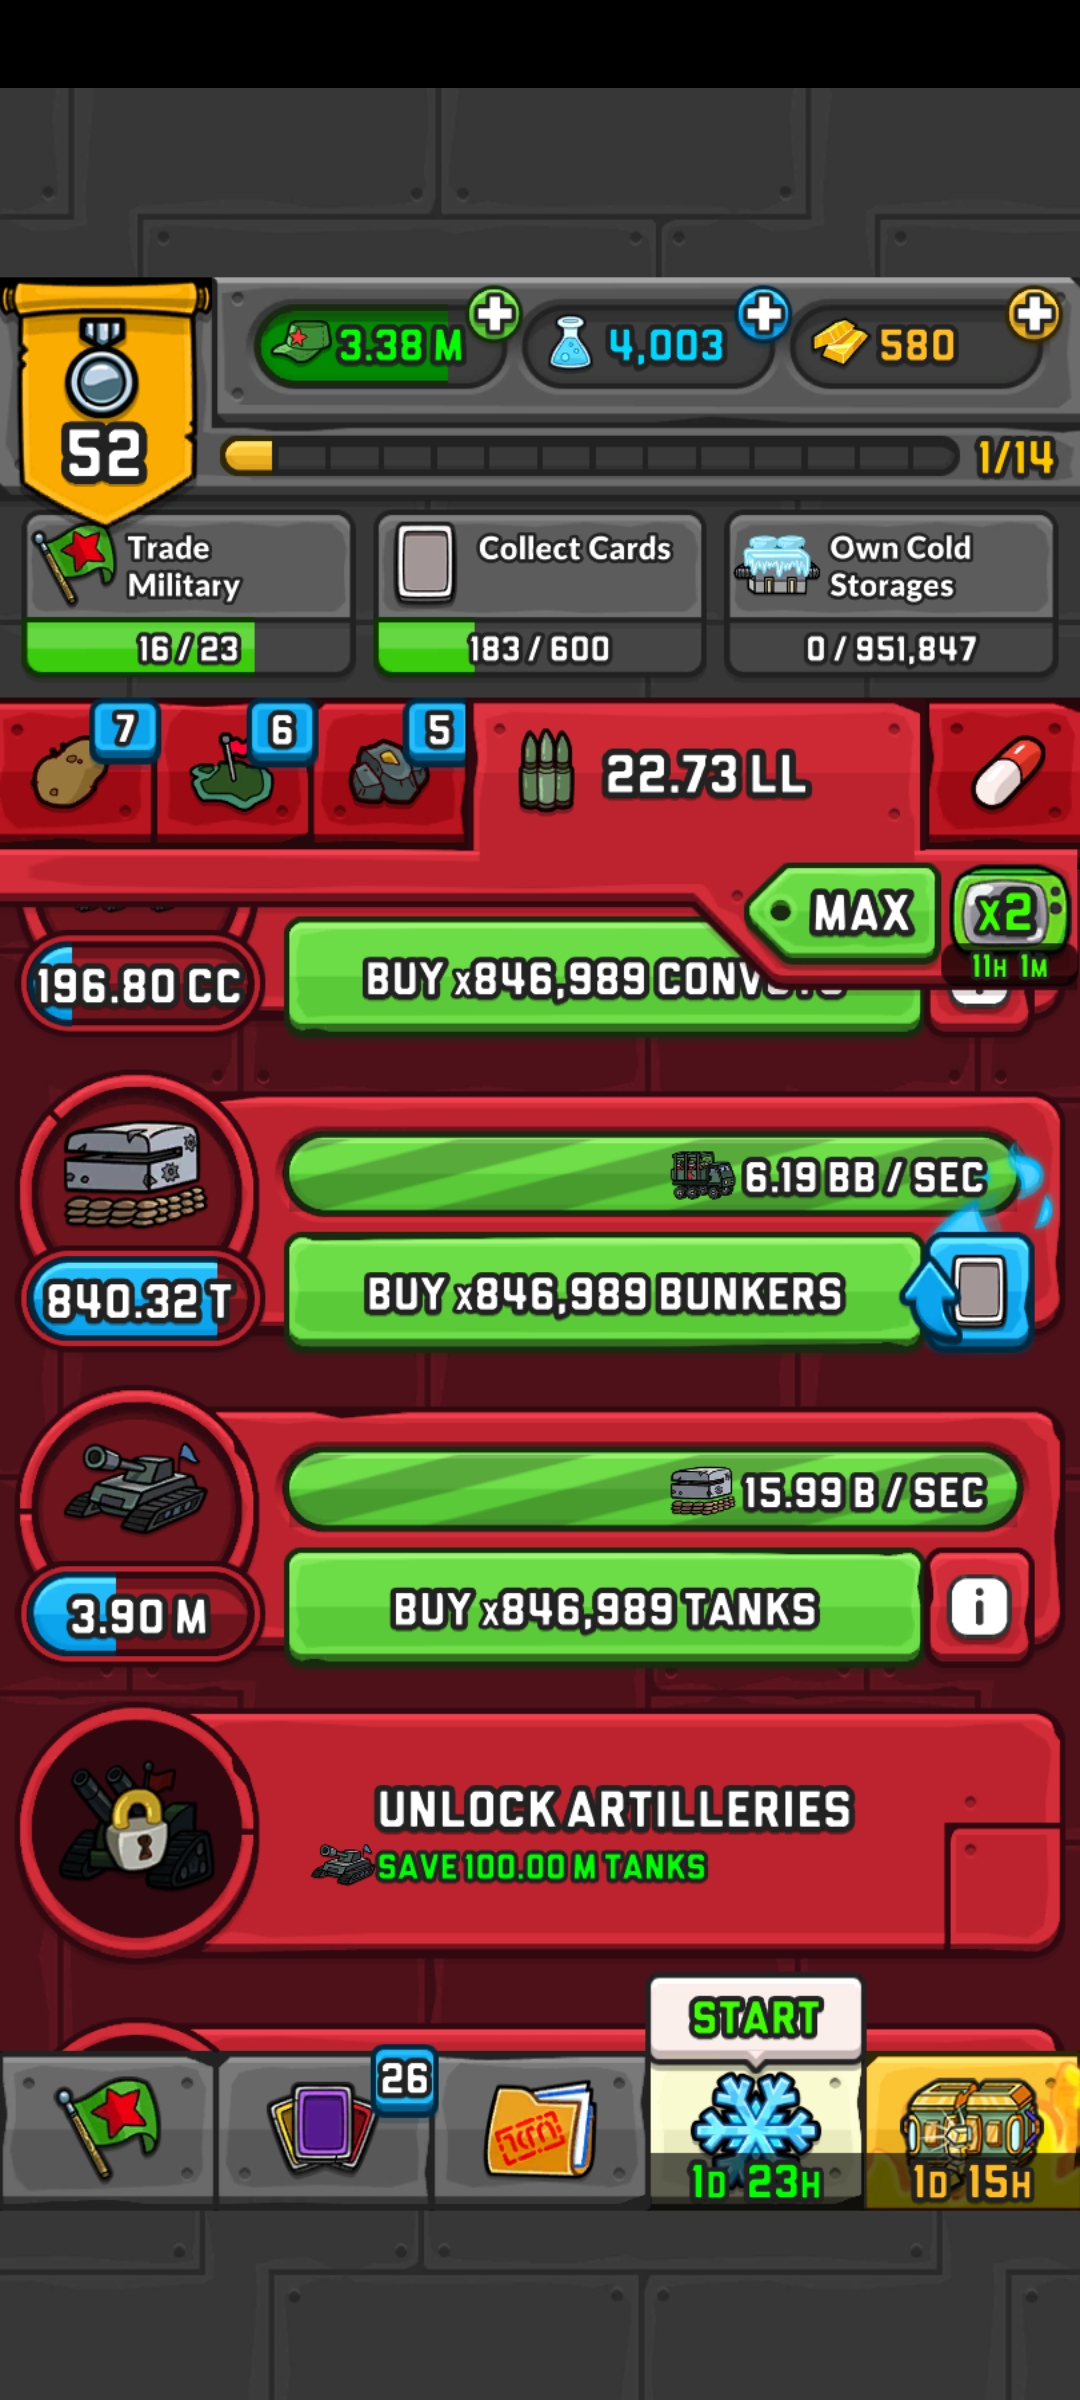 3.38 M
4,003
580
52
1/14
Trade
Military
Collect Cards
Own Cold
Storages
16 / 23
183 / 600
0 / 951,847
7
6
5
22.73 LL
MAX
x2
11H 1M
196.80 CC
BUY x846,989
6.19 BB / SEC
840.32 T
BUY x846,989 BUNKERS
15.99 B / SEC
3.90 M
BUY x846,989 TANKS
i
UNLOCK ARTILLERIES
SAVE 100.00 M TANKS
START
26
1D 23H
1D 15H